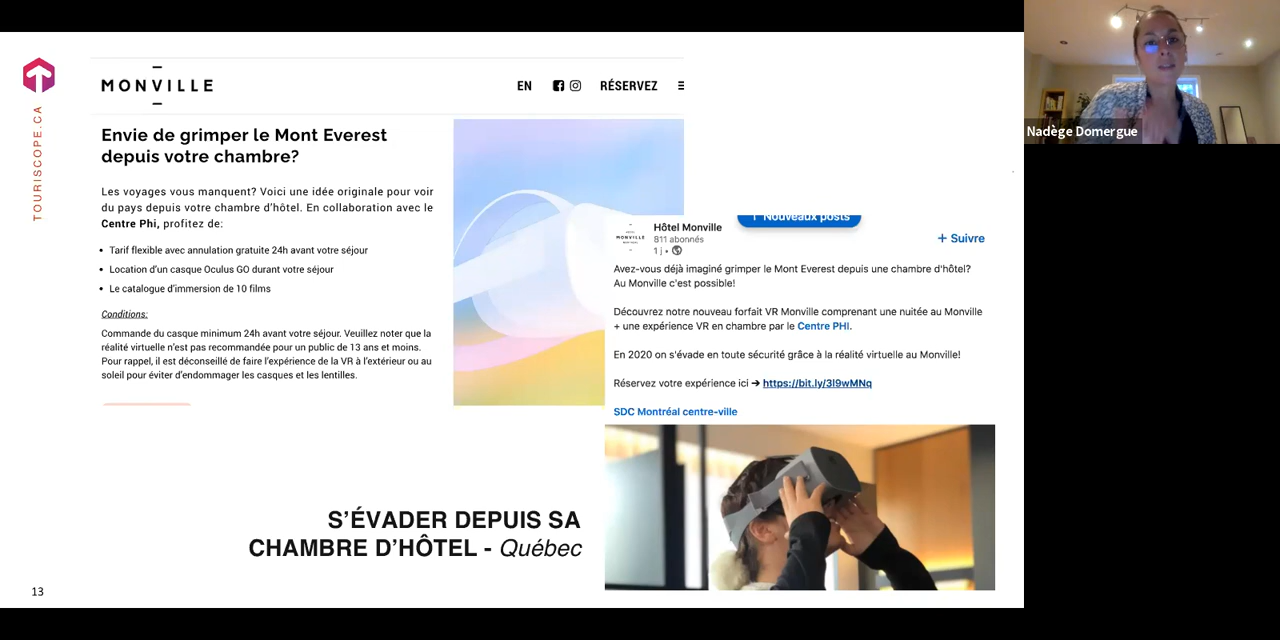 TOURISCOPE.CA
MONVILLE
EN
RÉSERVEZ
Envie de grimper le Mont Everest
depuis votre chambre?
Les voyages vous manquent? Voici une idée originale pour voir
du pays depuis votre chambre d'hôtel. En collaboration avec le
Centre Phi, profitez de:
• Tarif flexible avec annulation gratuite 24h avant votre séjour
• Location d'un casque Oculus GO durant votre séjour
• Le catalogue d'immersion de 10 films
Conditions:
Commande du casque minimum 24h avant votre séjour. Veuillez noter que la
réalité virtuelle n'est pas recommandée pour un public de 13 ans et moins.
Pour rappel, il est déconseillé de faire l'expérience de la VR à l'extérieur ou au
soleil pour éviter d'endommager les casques et les lentilles.
↑ Nouveaux posts
MONVILLE
Hôtel Monville
811 abonnés
1 j •
+ Suivre
Avez-vous déjà imaginé grimper le Mont Everest depuis une chambre d'hôtel?
Au Monville c'est possible!
Découvrez notre nouveau forfait VR Monville comprenant une nuitée au Monville
+ une expérience VR en chambre par le Centre PHI.
En 2020 on s'évade en toute sécurité grâce à la réalité virtuelle au Monville!
Réservez votre expérience ici ➔ https://bit.ly/3l9wMNq
SDC Montréal centre-ville
S'ÉVADER DEPUIS SA
CHAMBRE D'HÔTEL - Québec
13
Nadège Domergue